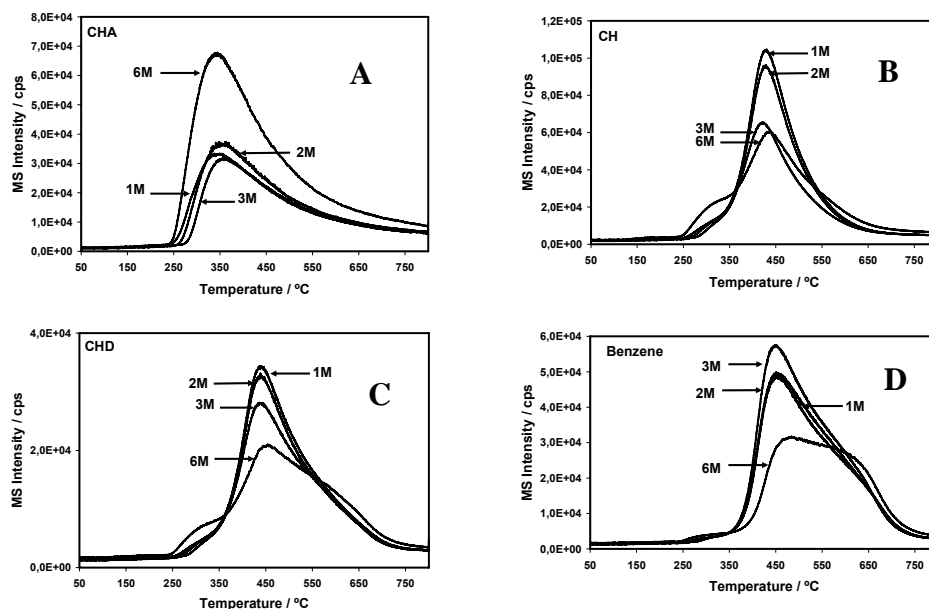 CHA
A
MS Intensity / cps
8,0E+04
7,0E+04
6,0E+04
5,0E+04
4,0E+04
3,0E+04
2,0E+04
1,0E+04
0,0E+00
6M
2M
1M
3M
50 150 250 350 450 550 650 750
Temperature / ºC
CH
B
MS Intensity / cps
1,2E+05
1,0E+05
8,0E+04
6,0E+04
4,0E+04
2,0E+04
0,0E+00
1M
2M
3M
6M
50 150 250 350 450 550 650 750
Temperature / ºC
CHD
C
MS Intensity / cps
4,0E+04
2,0E+04
0,0E+00
1M
2M
3M
6M
50 150 250 350 450 550 650 750
Temperature / ºC
Benzene
D
MS Intensity / cps
6,0E+04
5,0E+04
4,0E+04
3,0E+04
2,0E+04
1,0E+04
0,0E+00
3M
2M
1M
6M
50 150 250 350 450 550 650 750
Temperature / ºC